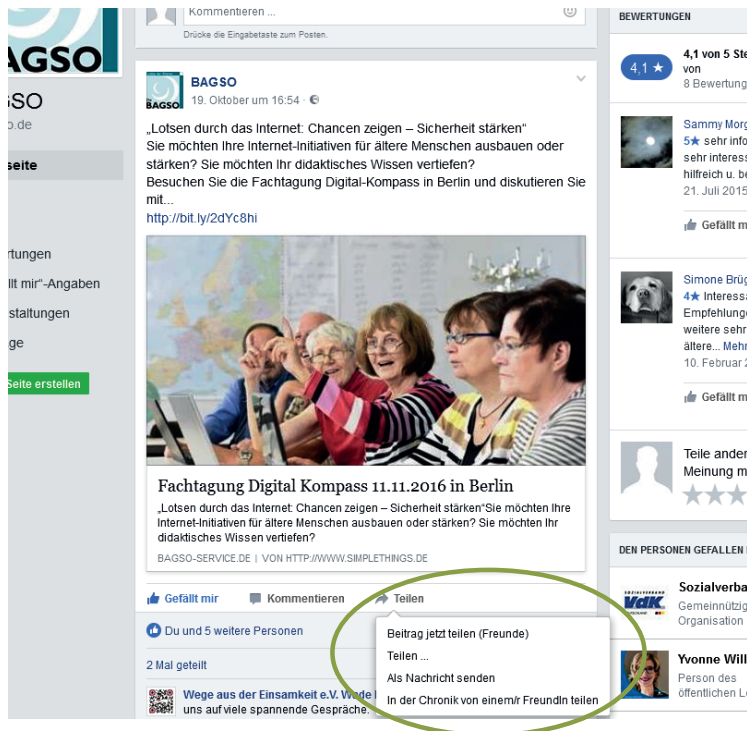 Kommentieren ...
Drücke die Eingabetaste zum Posten.
AGSO
SO
o.de
seite
rtungen
llt mir"-Angaben
staltungen
ge
Seite erstellen
BAGSO
BAGSO
19. Oktober um 16:54 ·
„Lotsen durch das Internet: Chancen zeigen – Sicherheit stärken“
Sie möchten Ihre Internet-Initiativen für ältere Menschen ausbauen oder
stärken? Sie möchten Ihr didaktisches Wissen vertiefen?
Besuchen Sie die Fachtagung Digital-Kompass in Berlin und diskutieren Sie
mit...
http://bit.ly/2dYc8hi
Fachtagung Digital Kompass 11.11.2016 in Berlin
„Lotsen durch das Internet: Chancen zeigen – Sicherheit stärken“Sie möchten Ihre
Internet-Initiativen für ältere Menschen ausbauen oder stärken? Sie möchten Ihr
didaktisches Wissen vertiefen?
BAGSO-SERVICE.DE | VON HTTP://WWW.SIMPLETHINGS.DE
Gefällt mir Kommentieren Teilen
Du und 5 weitere Personen
2 Mal geteilt
Wege aus der Einsamkeit e.V.
uns auf viele spannende Gespräche.
Beitrag jetzt teilen (Freunde)
Teilen ...
Als Nachricht senden
In der Chronik von einem/r FreundIn teilen
BEWERTUNGEN
4,1 ★
4,1 von 5 Ste
von
8 Bewertung
Sammy Morg
5★ sehr info
sehr interess
hilfreich u. be
21. Juli 2015
Gefällt m
Simone Brüg
4★ Interessa
Empfehlunge
weitere sehr
ältere... Mehr
10. Februar 2
Gefällt m
Teile ander
Meinung m
DEN PERSONEN GEFALLEN
VdK
Sozialverba
Gemeinnützig
Organisation
Yvonne Will
Person des
öffentlichen Le